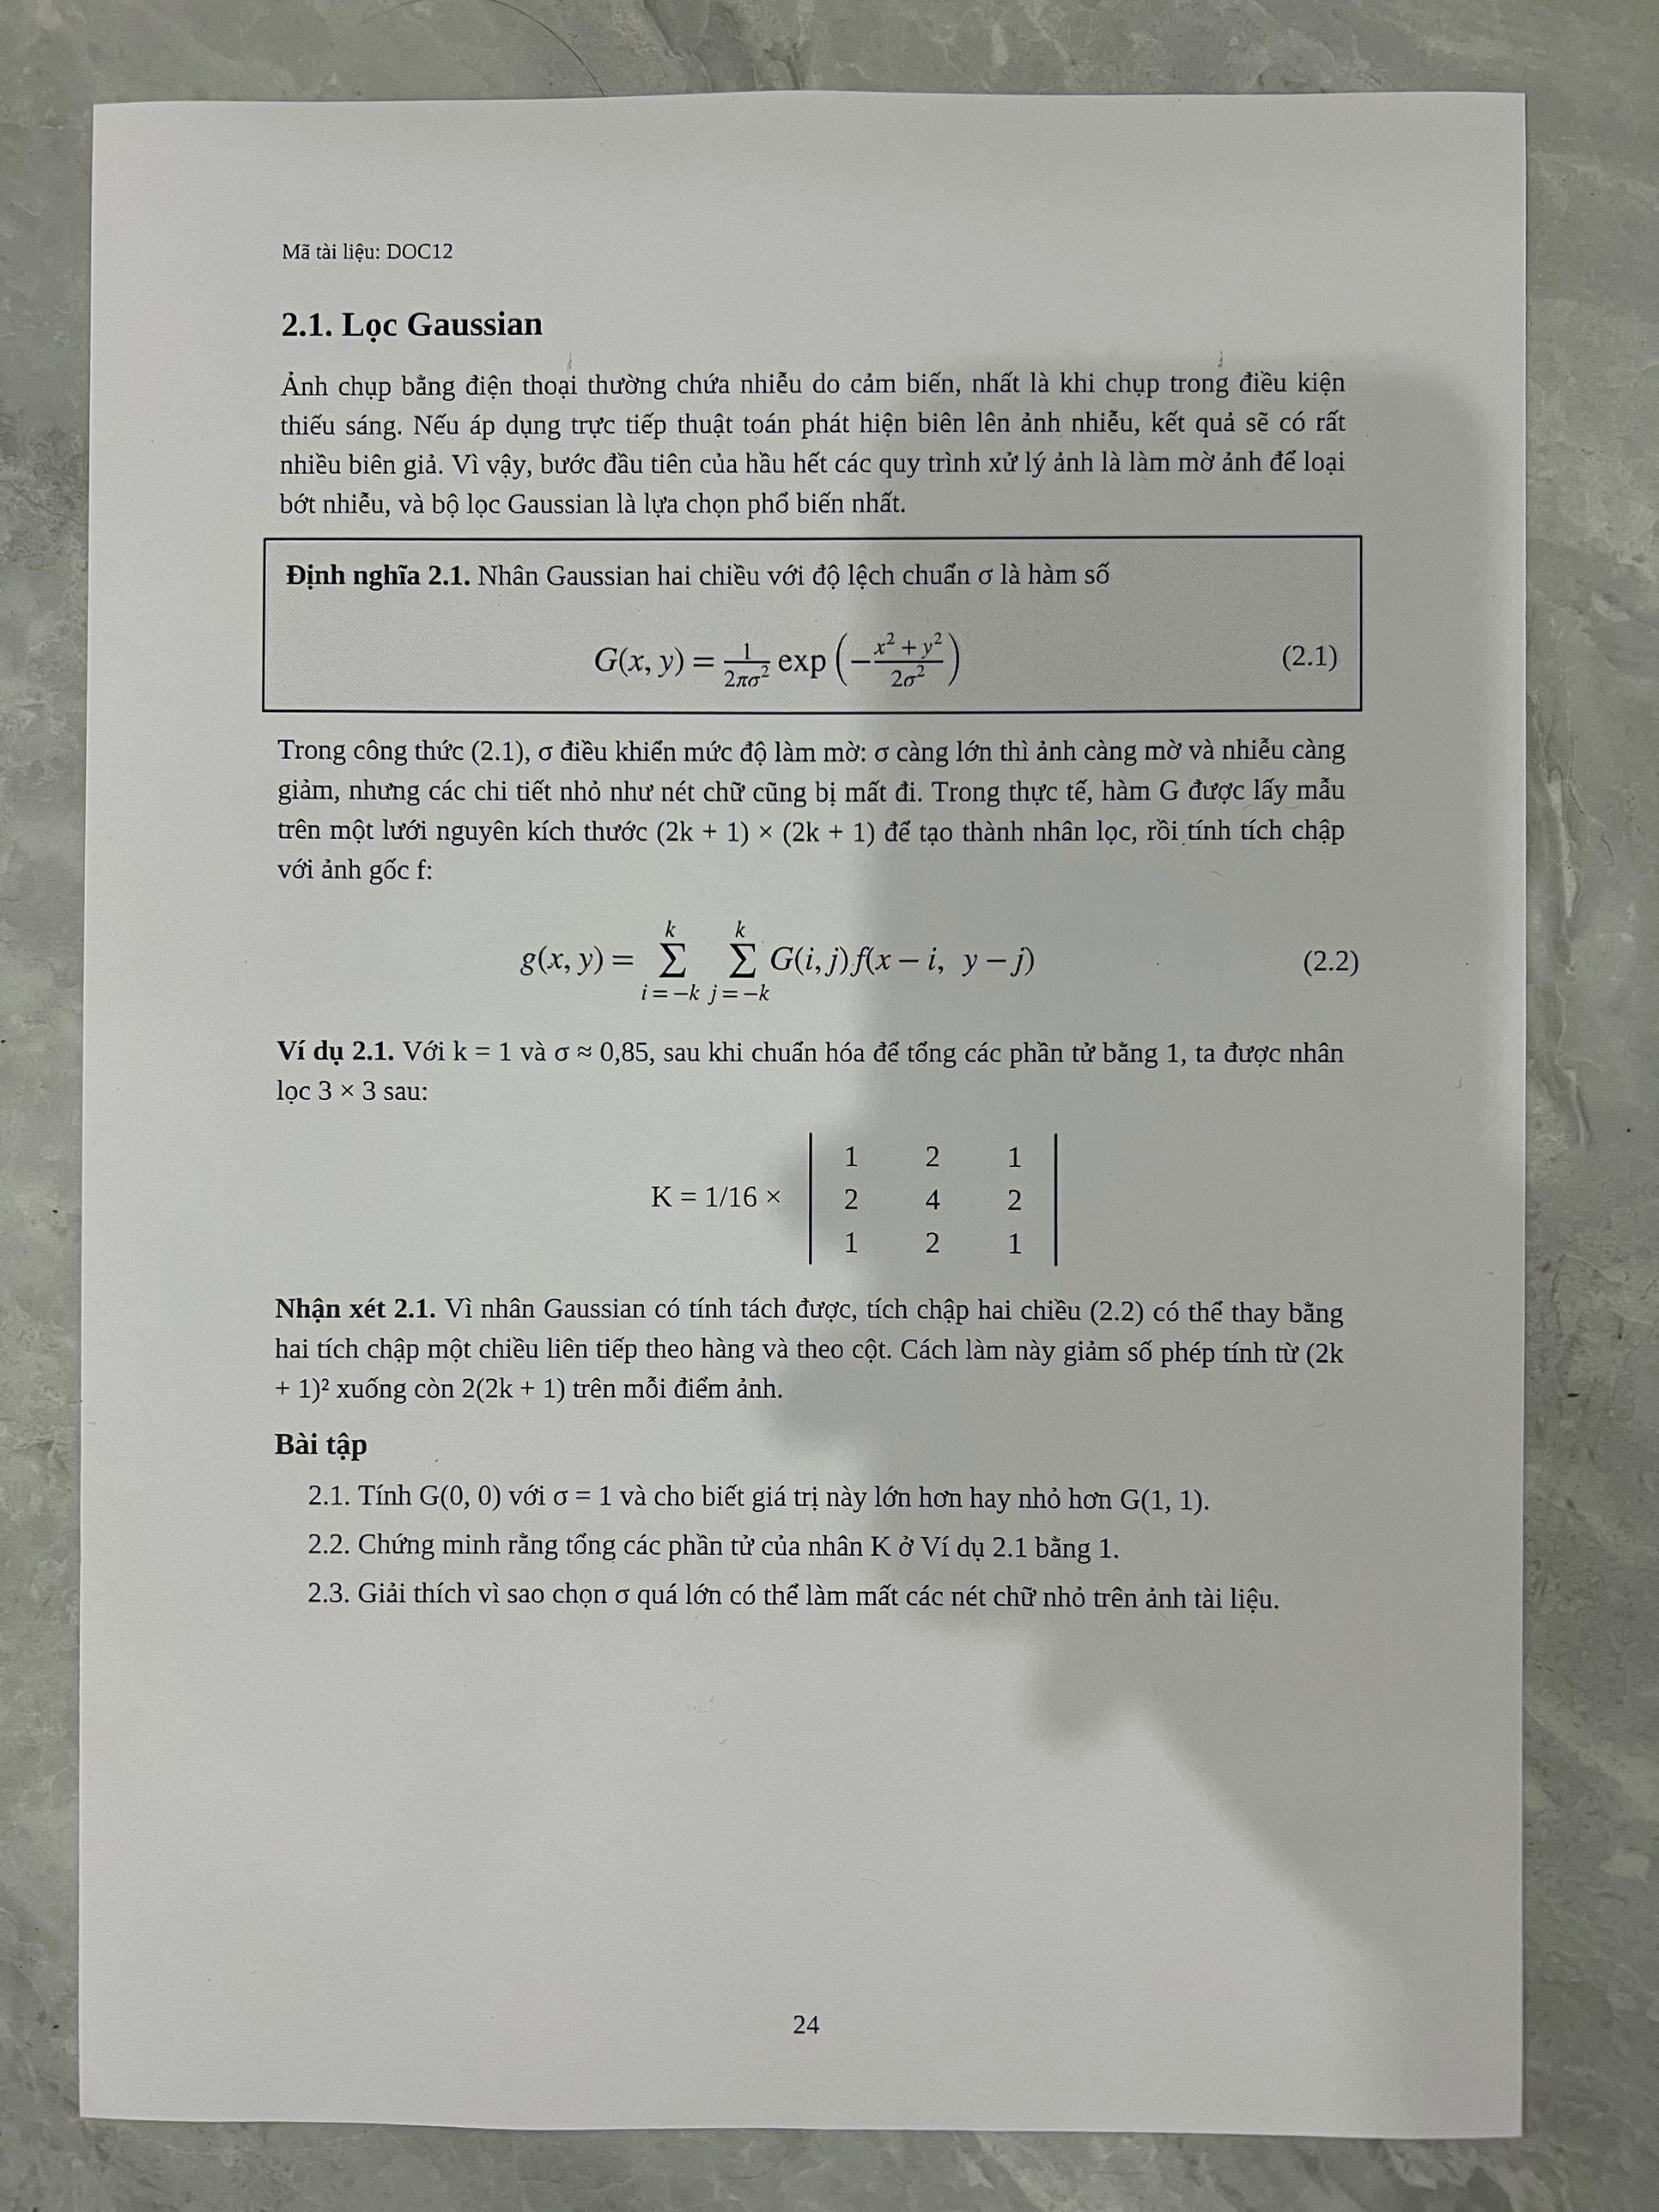 Mã tài liệu: DOC12
2.1. Lọc Gaussian
Ảnh chụp bằng điện thoại thường chứa nhiễu do cảm biến, nhất là khi chụp trong điều kiện
thiếu sáng. Nếu áp dụng trực tiếp thuật toán phát hiện biên lên ảnh nhiễu, kết quả sẽ có rất
nhiều biên giả. Vì vậy, bước đầu tiên của hầu hết các quy trình xử lý ảnh là làm mờ ảnh để loại
bớt nhiễu, và bộ lọc Gaussian là lựa chọn phổ biến nhất.
Định nghĩa 2.1. Nhân Gaussian hai chiều với độ lệch chuẩn σ là hàm số
G(x, y) = 1/(2πσ²) exp (−(x² + y²)/(2σ²)) (2.1)
Trong công thức (2.1), σ điều khiển mức độ làm mờ: σ càng lớn thì ảnh càng mờ và nhiễu càng
giảm, nhưng các chi tiết nhỏ như nét chữ cũng bị mất đi. Trong thực tế, hàm G được lấy mẫu
trên một lưới nguyên kích thước (2k + 1) × (2k + 1) để tạo thành nhân lọc, rồi tính tích chập
với ảnh gốc f:
g(x, y) = ∑_{i = −k}^{k} ∑_{j = −k}^{k} G(i, j) f(x − i, y − j) (2.2)
Ví dụ 2.1. Với k = 1 và σ ≈ 0,85, sau khi chuẩn hóa để tổng các phần tử bằng 1, ta được nhân
lọc 3 × 3 sau:
1 2 1
K = 1/16 × 2 4 2
1 2 1
Nhận xét 2.1. Vì nhân Gaussian có tính tách được, tích chập hai chiều (2.2) có thể thay bằng
hai tích chập một chiều liên tiếp theo hàng và theo cột. Cách làm này giảm số phép tính từ (2k
+ 1)² xuống còn 2(2k + 1) trên mỗi điểm ảnh.
Bài tập
2.1. Tính G(0, 0) với σ = 1 và cho biết giá trị này lớn hơn hay nhỏ hơn G(1, 1).
2.2. Chứng minh rằng tổng các phần tử của nhân K ở Ví dụ 2.1 bằng 1.
2.3. Giải thích vì sao chọn σ quá lớn có thể làm mất các nét chữ nhỏ trên ảnh tài liệu.
24